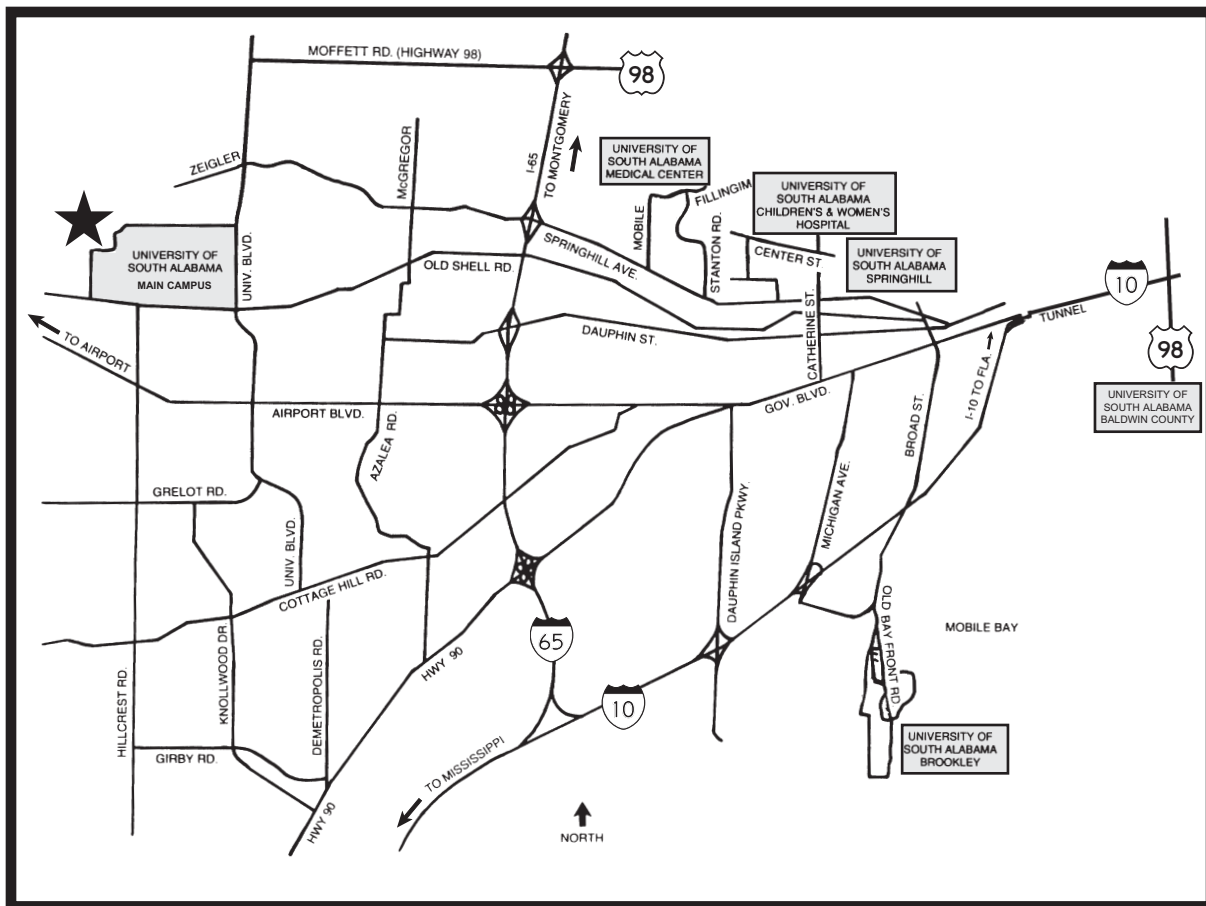 MOFFETT RD. (HIGHWAY 98)
98
ZEIGLER
McGREGOR
I-65
TO MONTGOMERY
UNIVERSITY OF
SOUTH ALABAMA
MEDICAL CENTER
FILLINGIM
UNIVERSITY OF
SOUTH ALABAMA
CHILDREN'S & WOMEN'S
HOSPITAL
MOBILE
STANTON RD.
CENTER ST
UNIVERSITY OF
SOUTH ALABAMA
SPRINGHILL
UNIVERSITY OF
SOUTH ALABAMA
MAIN CAMPUS
UNIV. BLVD.
OLD SHELL RD.
SPRINGHILL AVE.
10
TUNNEL
TO AIRPORT
DAUPHIN ST.
CATHERINE ST.
I-10 TO FLA.
98
UNIVERSITY OF
SOUTH ALABAMA
BALDWIN COUNTY
AIRPORT BLVD.
GOV. BLVD.
AZALEA RD.
BROAD ST.
GRELOT RD.
UNIV. BLVD.
DAUPHIN ISLAND PKWY.
MICHIGAN AVE.
COTTAGE HILL RD.
65
OLD BAY FRONT RD
MOBILE BAY
HILLCREST RD.
KNOLLWOOD DR.
DEMETROPOLIS RD.
HWY 90
10
GIRBY RD.
UNIVERSITY OF
SOUTH ALABAMA
BROOKLEY
TO MISSISSIPPI
HWY 90
NORTH